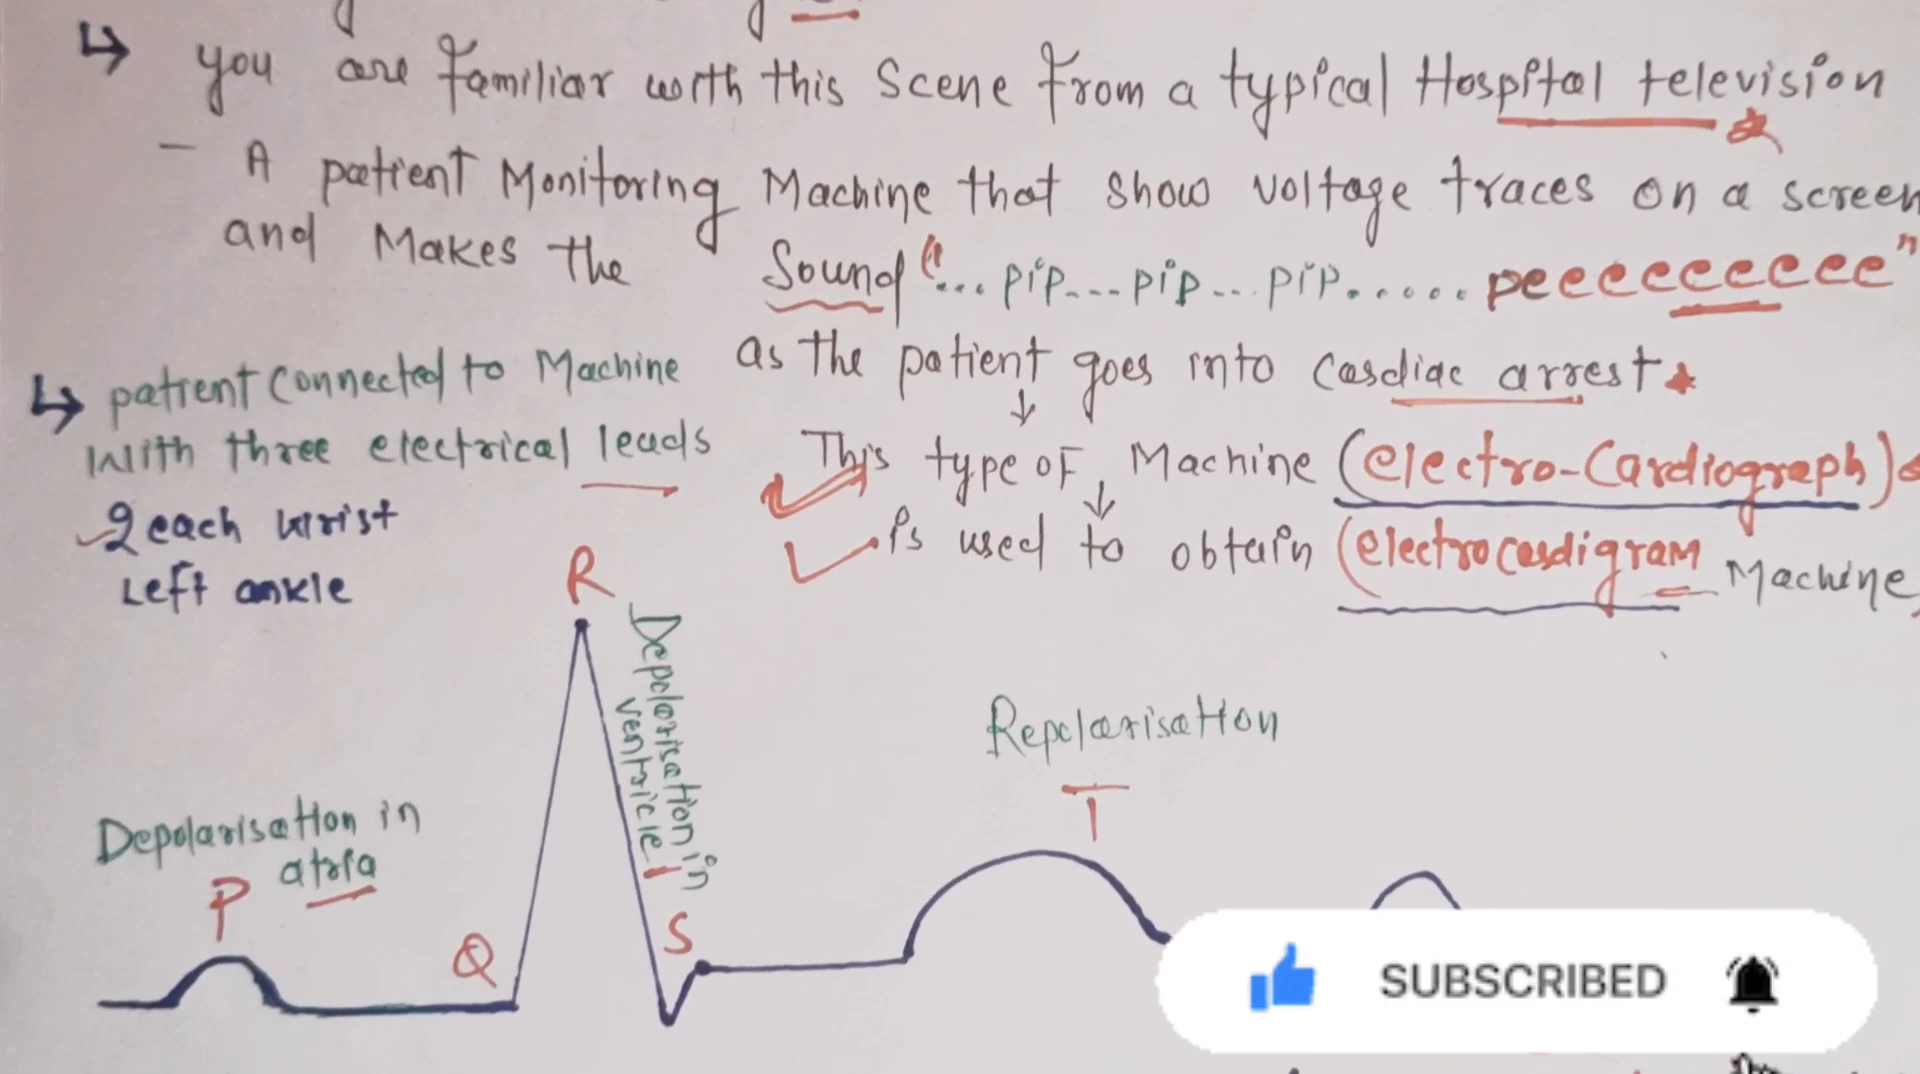 ↳ you are familiar with this scene from a typical Hospital television
- A patient Monitoring Machine that show voltage traces on a screen
and Makes the Sound "... pip... pip... pip...... peeeeeeeeee"
as the patient goes into casdiac arrest
↳ patient connected to Machine
with three electrical leads
2 each wrist
Left ankle
This type of Machine (electro-Cardiograph)
is used to obtain (electrocasdigram Machine
R
Depolarisation in
ventricle
Repolarisation
T
Depolarisation in
atria
P
Q
S
SUBSCRIBED